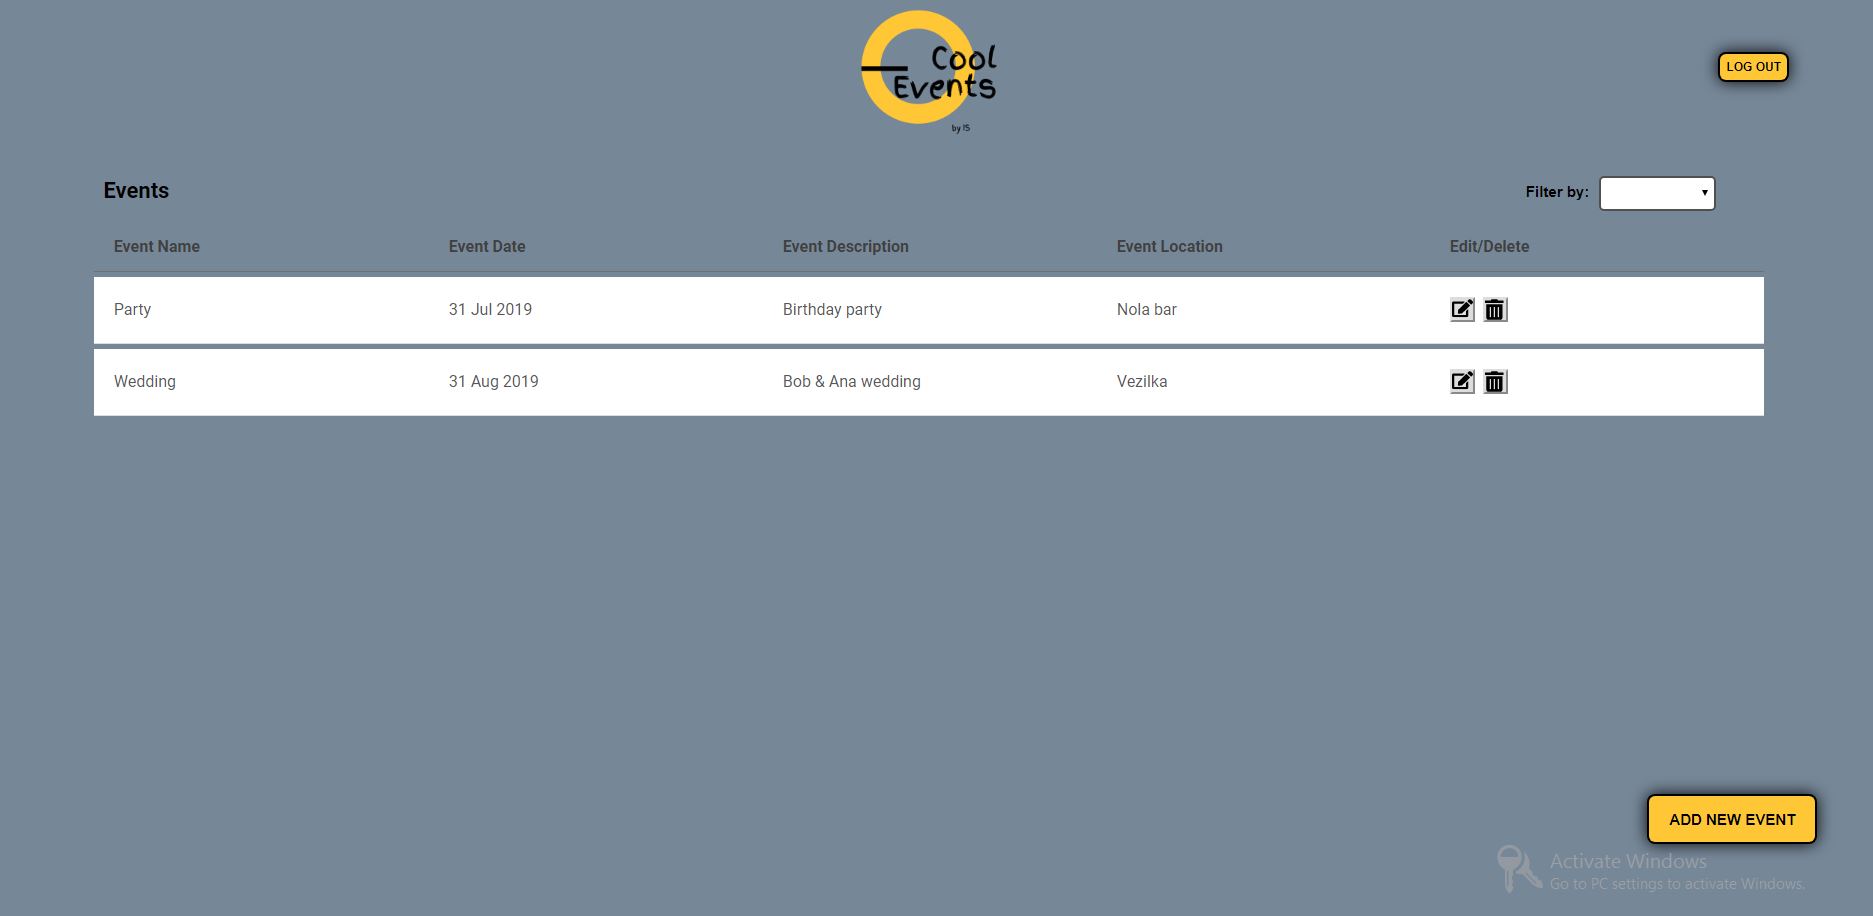 Cool
Events
by IS
LOG OUT
Events
Filter by:
Event Name Event Date Event Description Event Location Edit/Delete
Party 31 Jul 2019 Birthday party Nola bar
Wedding 31 Aug 2019 Bob & Ana wedding Vezilka
ADD NEW EVENT
Activate Windows
Go to PC settings to activate Windows.